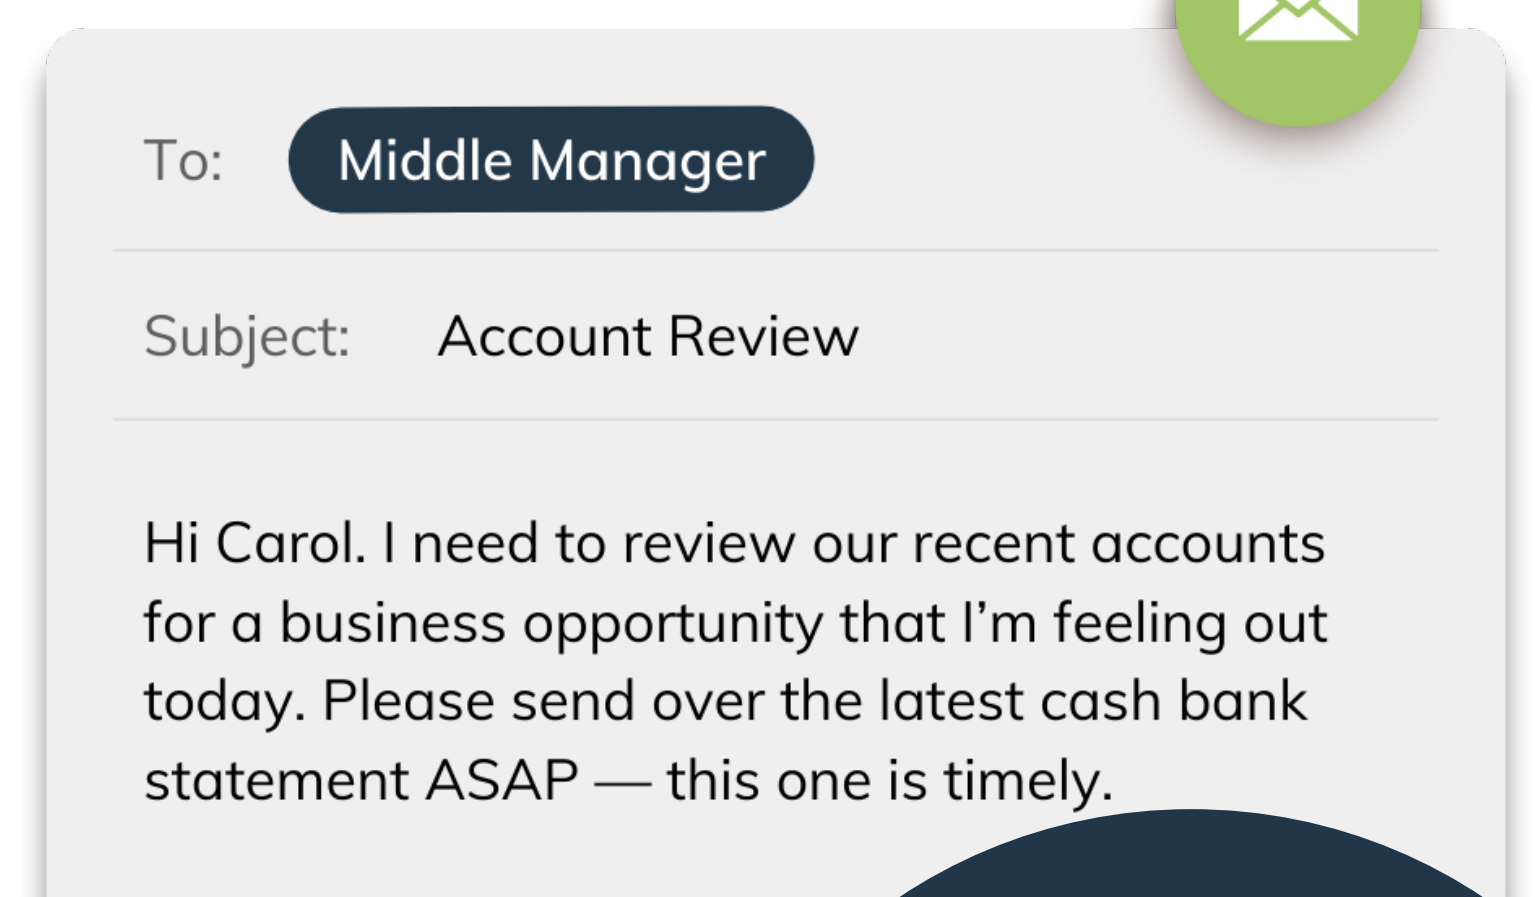 To: Middle Manager
Subject: Account Review
Hi Carol. I need to review our recent accounts
for a business opportunity that I’m feeling out
today. Please send over the latest cash bank
statement ASAP — this one is timely.